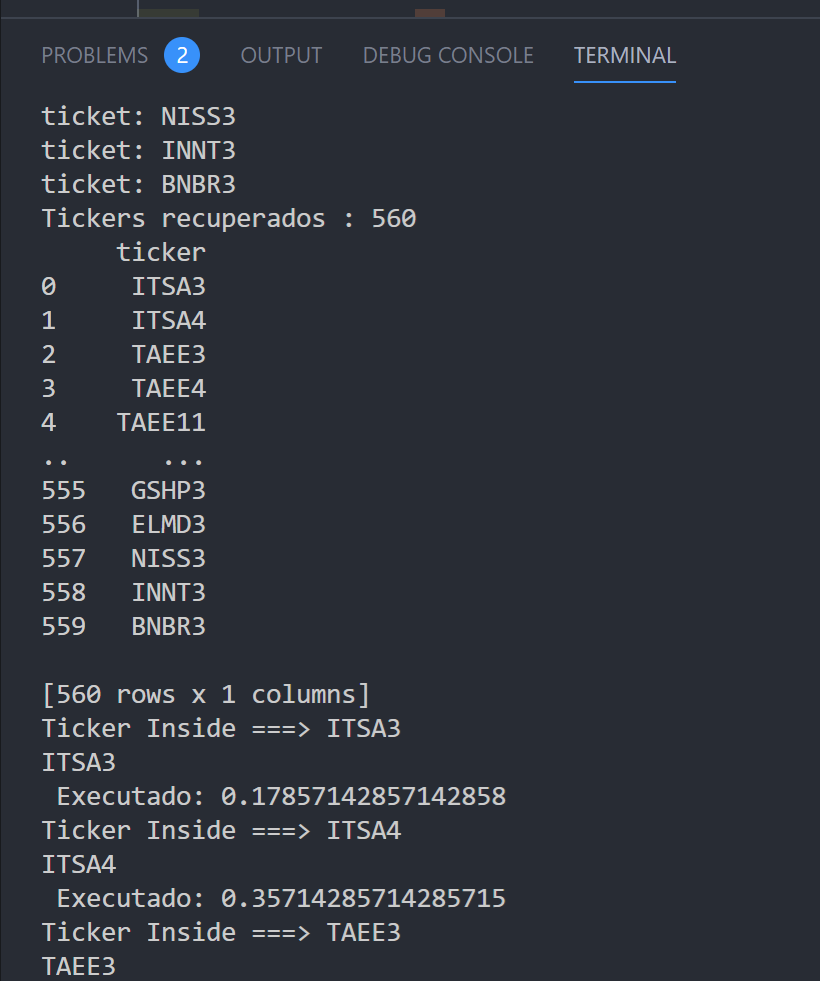 PROBLEMS 2 OUTPUT DEBUG CONSOLE TERMINAL
ticket: NISS3
ticket: INNT3
ticket: BNBR3
Tickers recuperados : 560
ticker
0 ITSA3
1 ITSA4
2 TAEE3
3 TAEE4
4 TAEE11
.. ...
555 GSHP3
556 ELMD3
557 NISS3
558 INNT3
559 BNBR3
[560 rows x 1 columns]
Ticker Inside ===> ITSA3
ITSA3
Executado: 0.17857142857142858
Ticker Inside ===> ITSA4
ITSA4
Executado: 0.35714285714285715
Ticker Inside ===> TAEE3
TAEE3